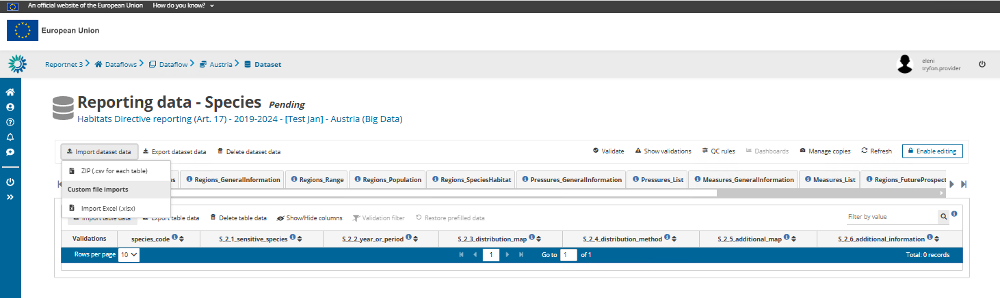 An official website of the European Union How do you know?
European Union
Reportnet 3 Dataflows Dataflow Austria Dataset
eleni
tryfon.provider
Reporting data - Species Pending
Habitats Directive reporting (Art. 17) - 2019-2024 - [Test Jan] - Austria (Big Data)
Import dataset data Export dataset data Delete dataset data Validate Show validations QC rules Dashboards Manage copies Refresh Enable editing
ZIP (.csv for each table)
Custom file imports
Import Excel (.xlsx)
Regions_GeneralInformation Regions_Range Regions_Population Regions_SpeciesHabitat Pressures_GeneralInformation Pressures_List Measures_GeneralInformation Measures_List Regions_FutureProspect
Import table data Export table data Delete table data Show/Hide columns Validation filter Restore prefilled data Filter by value
Validations species_code S_2_1_sensitive_species S_2_2_year_or_period S_2_3_distribution_map S_2_4_distribution_method S_2_5_additional_map S_2_6_additional_information
Rows per page 10 1 Go to 1 of 1 Total: 0 records